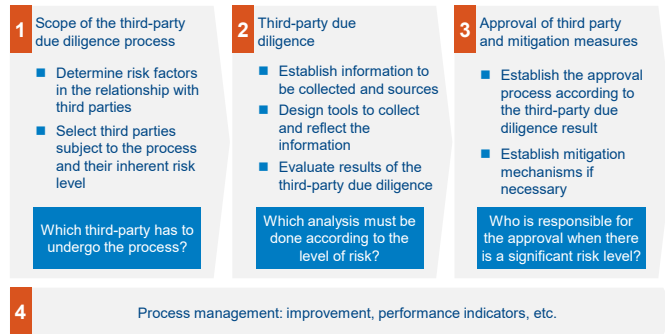 1
Scope of the third-party
due diligence process
Determine risk factors
in the relationship with
third parties
Select third parties
subject to the process
and their inherent risk
level
Which third-party has to
undergo the process?
2
Third-party due
diligence
Establish information to
be collected and sources
Design tools to collect
and reflect the
information
Evaluate results of the
third-party due diligence
Which analysis must be
done according to the
level of risk?
3
Approval of third party
and mitigation measures
Establish the approval
process according to
the third-party due
diligence result
Establish mitigation
mechanisms if
necessary
Who is responsible for
the approval when there
is a significant risk level?
4
Process management: improvement, performance indicators, etc.